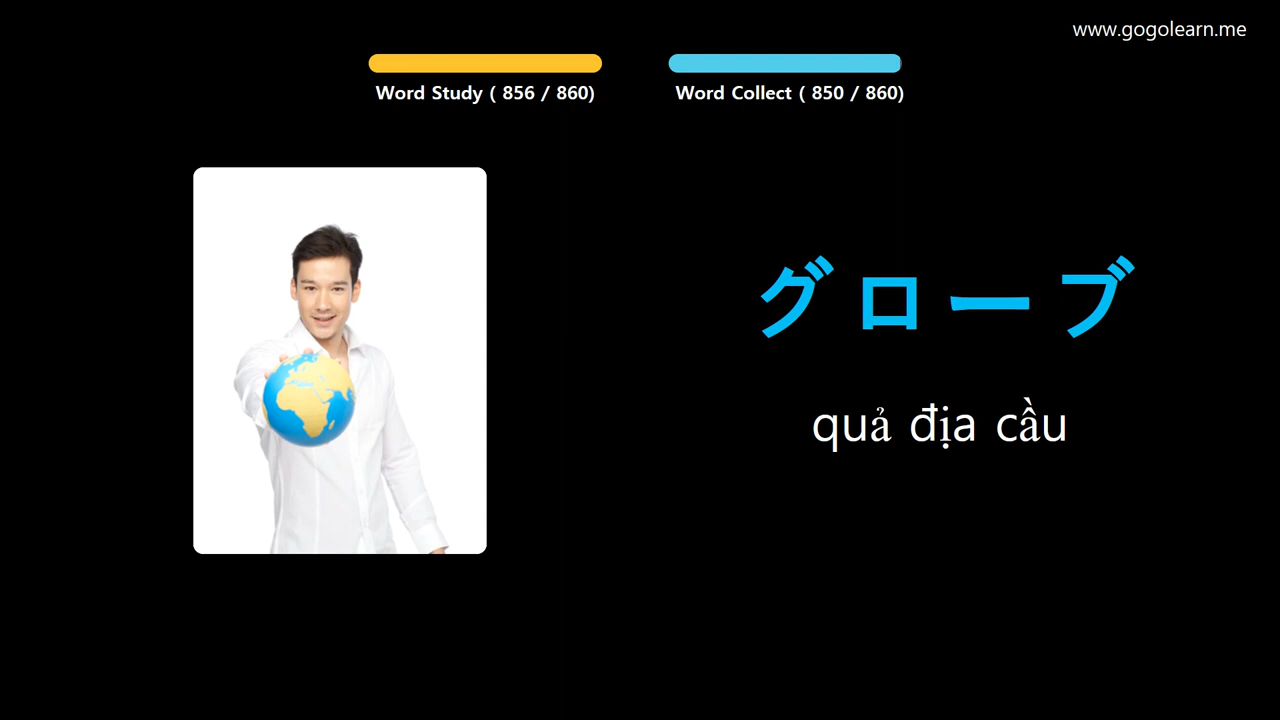 www.gogolearn.me
Word Study ( 856 / 860)
Word Collect ( 850 / 860)
グローブ
quả địa cầu